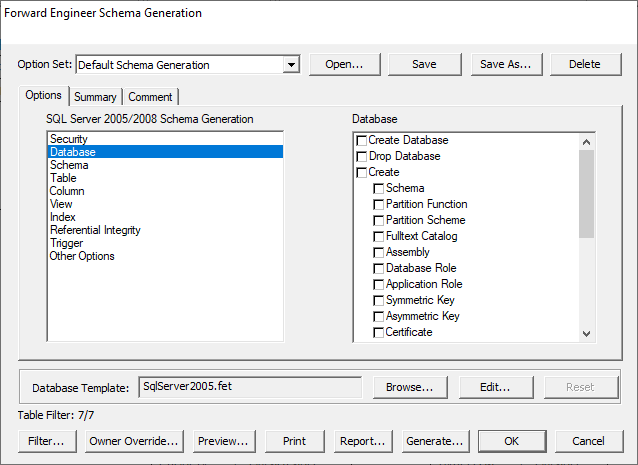 Forward Engineer Schema Generation
Option Set: Default Schema Generation Open... Save Save As... Delete
Options Summary Comment
SQL Server 2005/2008 Schema Generation
Security
Database
Schema
Table
Column
View
Index
Referential Integrity
Trigger
Other Options
Database
Create Database
Drop Database
Create
Schema
Partition Function
Partition Scheme
Fulltext Catalog
Assembly
Database Role
Application Role
Symmetric Key
Asymmetric Key
Certificate
Database Template: SqlServer2005.fet Browse... Edit... Reset
Table Filter: 7/7
Filter... Owner Override... Preview... Print Report... Generate... OK Cancel